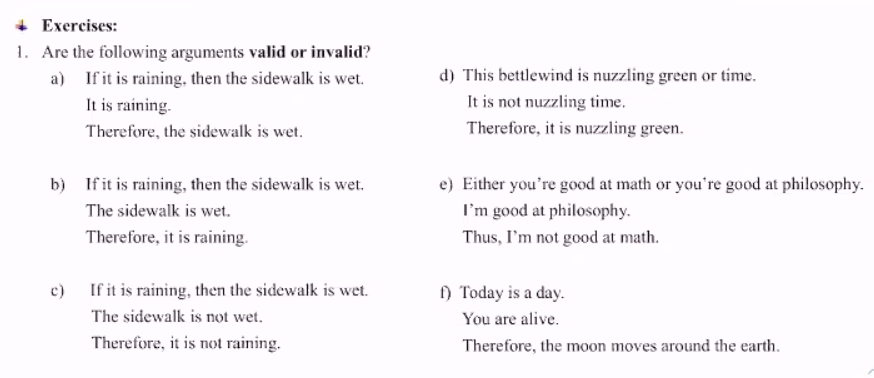 Exercises:
1. Are the following arguments valid or invalid?
a) If it is raining, then the sidewalk is wet.
It is raining.
Therefore, the sidewalk is wet.
b) If it is raining, then the sidewalk is wet.
The sidewalk is wet.
Therefore, it is raining.
c) If it is raining, then the sidewalk is wet.
The sidewalk is not wet.
Therefore, it is not raining.
d) This bettlewind is nuzzling green or time.
It is not nuzzling time.
Therefore, it is nuzzling green.
e) Either you're good at math or you're good at philosophy.
I'm good at philosophy.
Thus, I'm not good at math.
f) Today is a day.
You are alive.
Therefore, the moon moves around the earth.